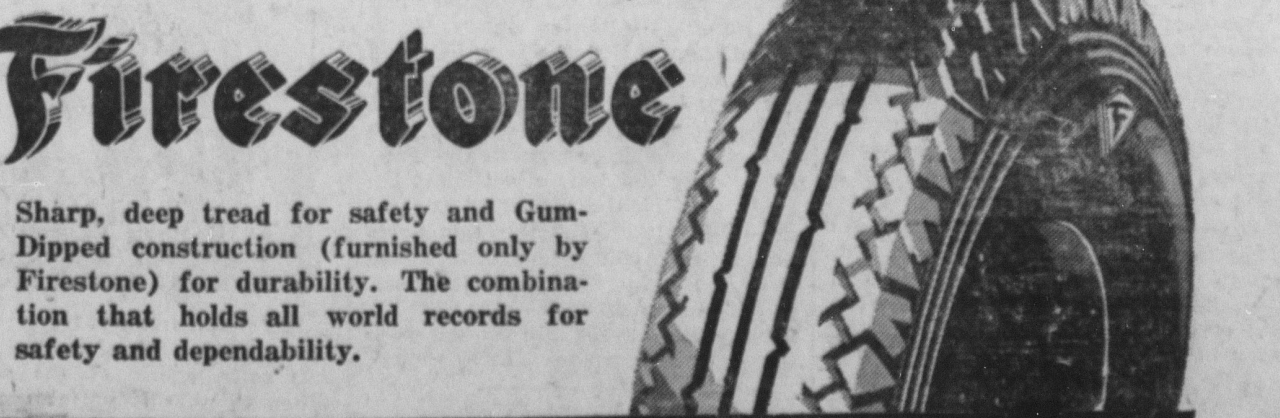 Firestone
Sharp, deep tread for safety and Gum-
Dipped construction (furnished only by
Firestone) for durability. The combina-
tion that holds all world records for
safety and dependability.
F